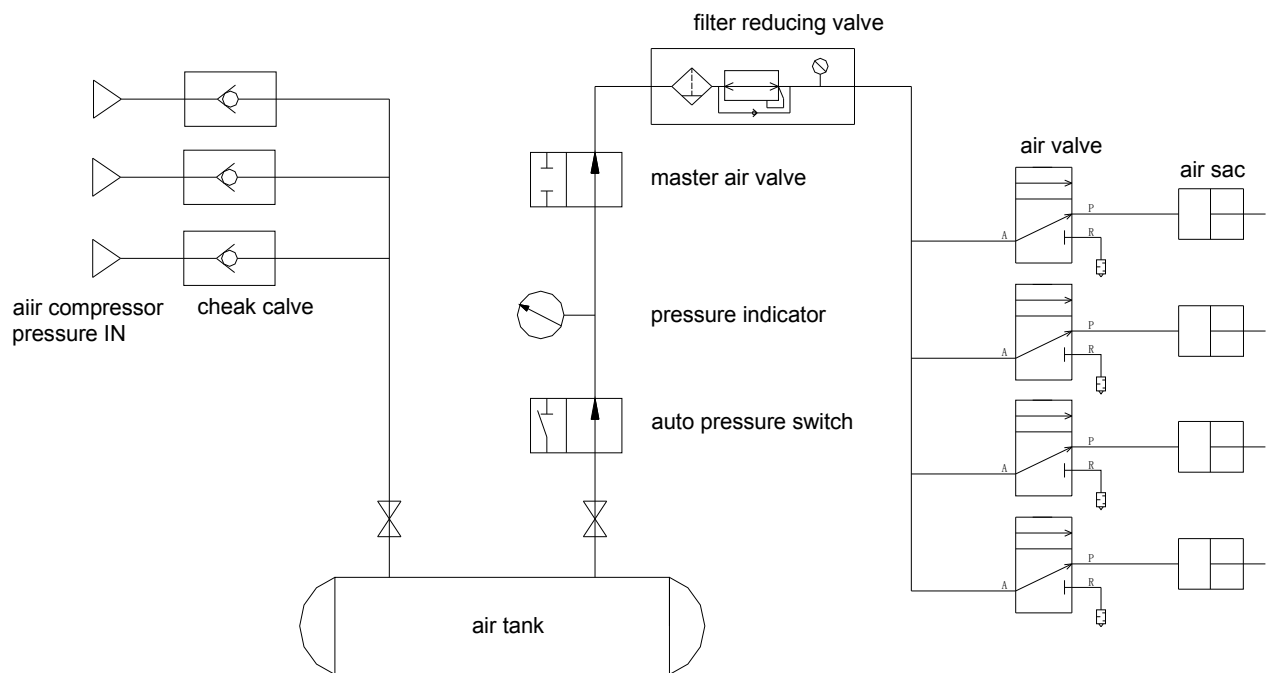 filter reducing valve
air valve
air sac
master air valve
P
A
R
aiir compressor
pressure IN
cheak calve
pressure indicator
P
A
R
auto pressure switch
P
A
R
P
A
R
air tank